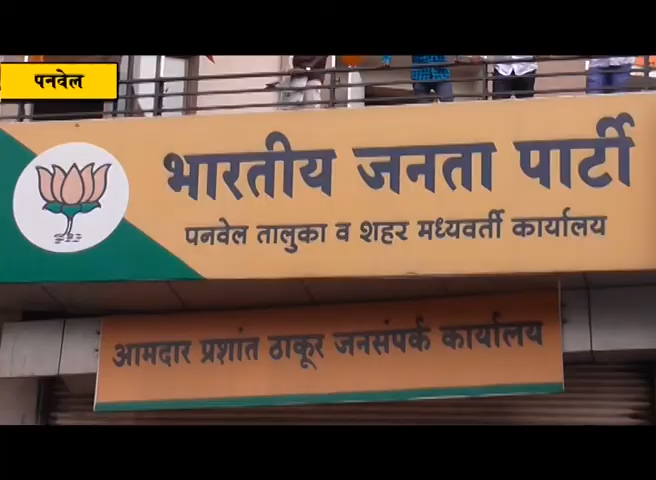 पनवेल
भारतीय जनता पार्टी
पनवेल तालुका व शहर मध्यवर्ती कार्यालय
आमदार प्रशांत ठाकूर जनसंपर्क कार्यालय